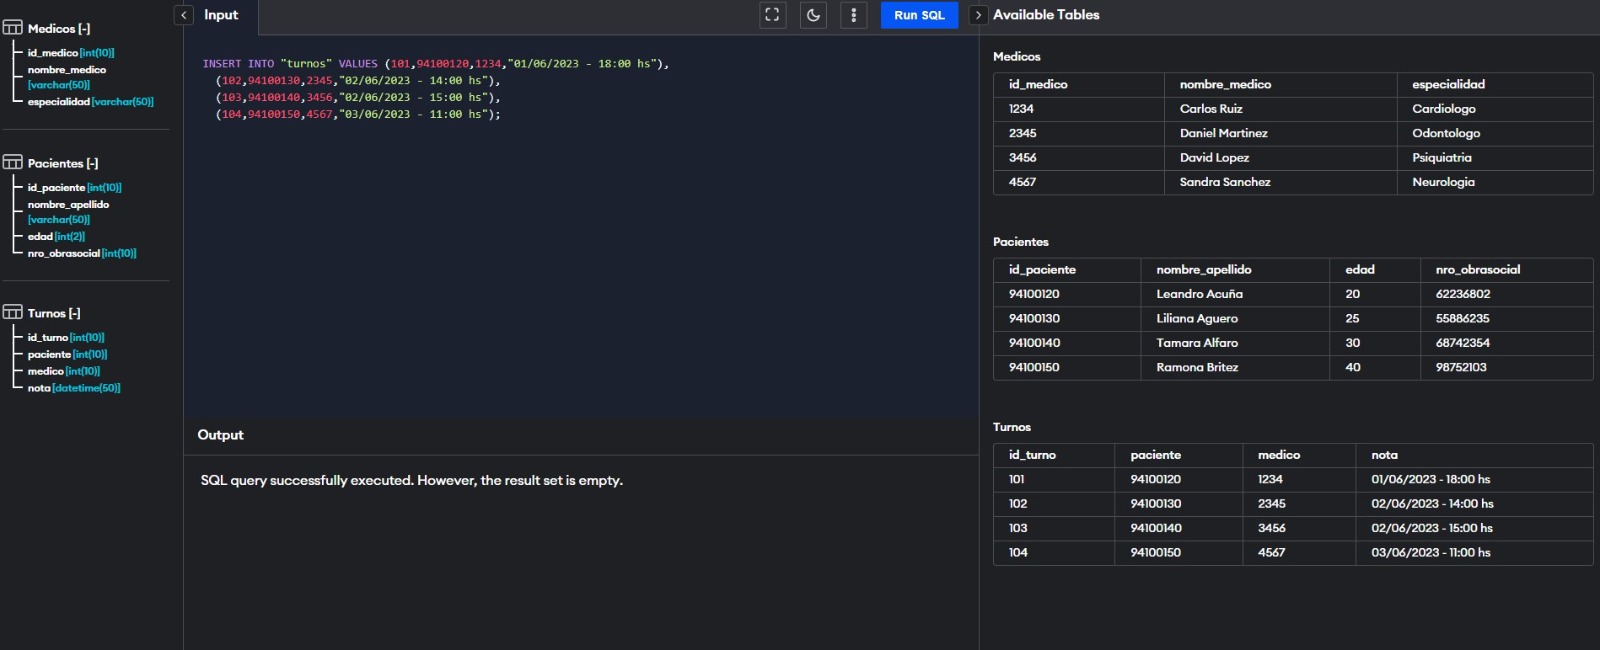 Medicos [-]
id_medico [int(10)]
nombre_medico
[varchar(50)]
especialidad [varchar(50)]
Pacientes [-]
id_paciente [int(10)]
nombre_apellido
[varchar(50)]
edad [int(2)]
nro_obrasocial [int(10)]
Turnos [-]
id_turno [int(10)]
paciente [int(10)]
medico [int(10)]
nota [datetime(50)]
Input
Run SQL
INSERT INTO "turnos" VALUES (101,94100120,1234,"01/06/2023 - 18:00 hs"),
(102,94100130,2345,"02/06/2023 - 14:00 hs"),
(103,94100140,3456,"02/06/2023 - 15:00 hs"),
(104,94100150,4567,"03/06/2023 - 11:00 hs");
Output
SQL query successfully executed. However, the result set is empty.
Available Tables
Medicos
id_medico nombre_medico especialidad
1234 Carlos Ruiz Cardiologo
2345 Daniel Martinez Odontologo
3456 David Lopez Psiquiatria
4567 Sandra Sanchez Neurologia
Pacientes
id_paciente nombre_apellido edad nro_obrasocial
94100120 Leandro Acuña 20 62236802
94100130 Liliana Aguero 25 55886235
94100140 Tamara Alfaro 30 68742354
94100150 Ramona Britez 40 98752103
Turnos
id_turno paciente medico nota
101 94100120 1234 01/06/2023 - 18:00 hs
102 94100130 2345 02/06/2023 - 14:00 hs
103 94100140 3456 02/06/2023 - 15:00 hs
104 94100150 4567 03/06/2023 - 11:00 hs